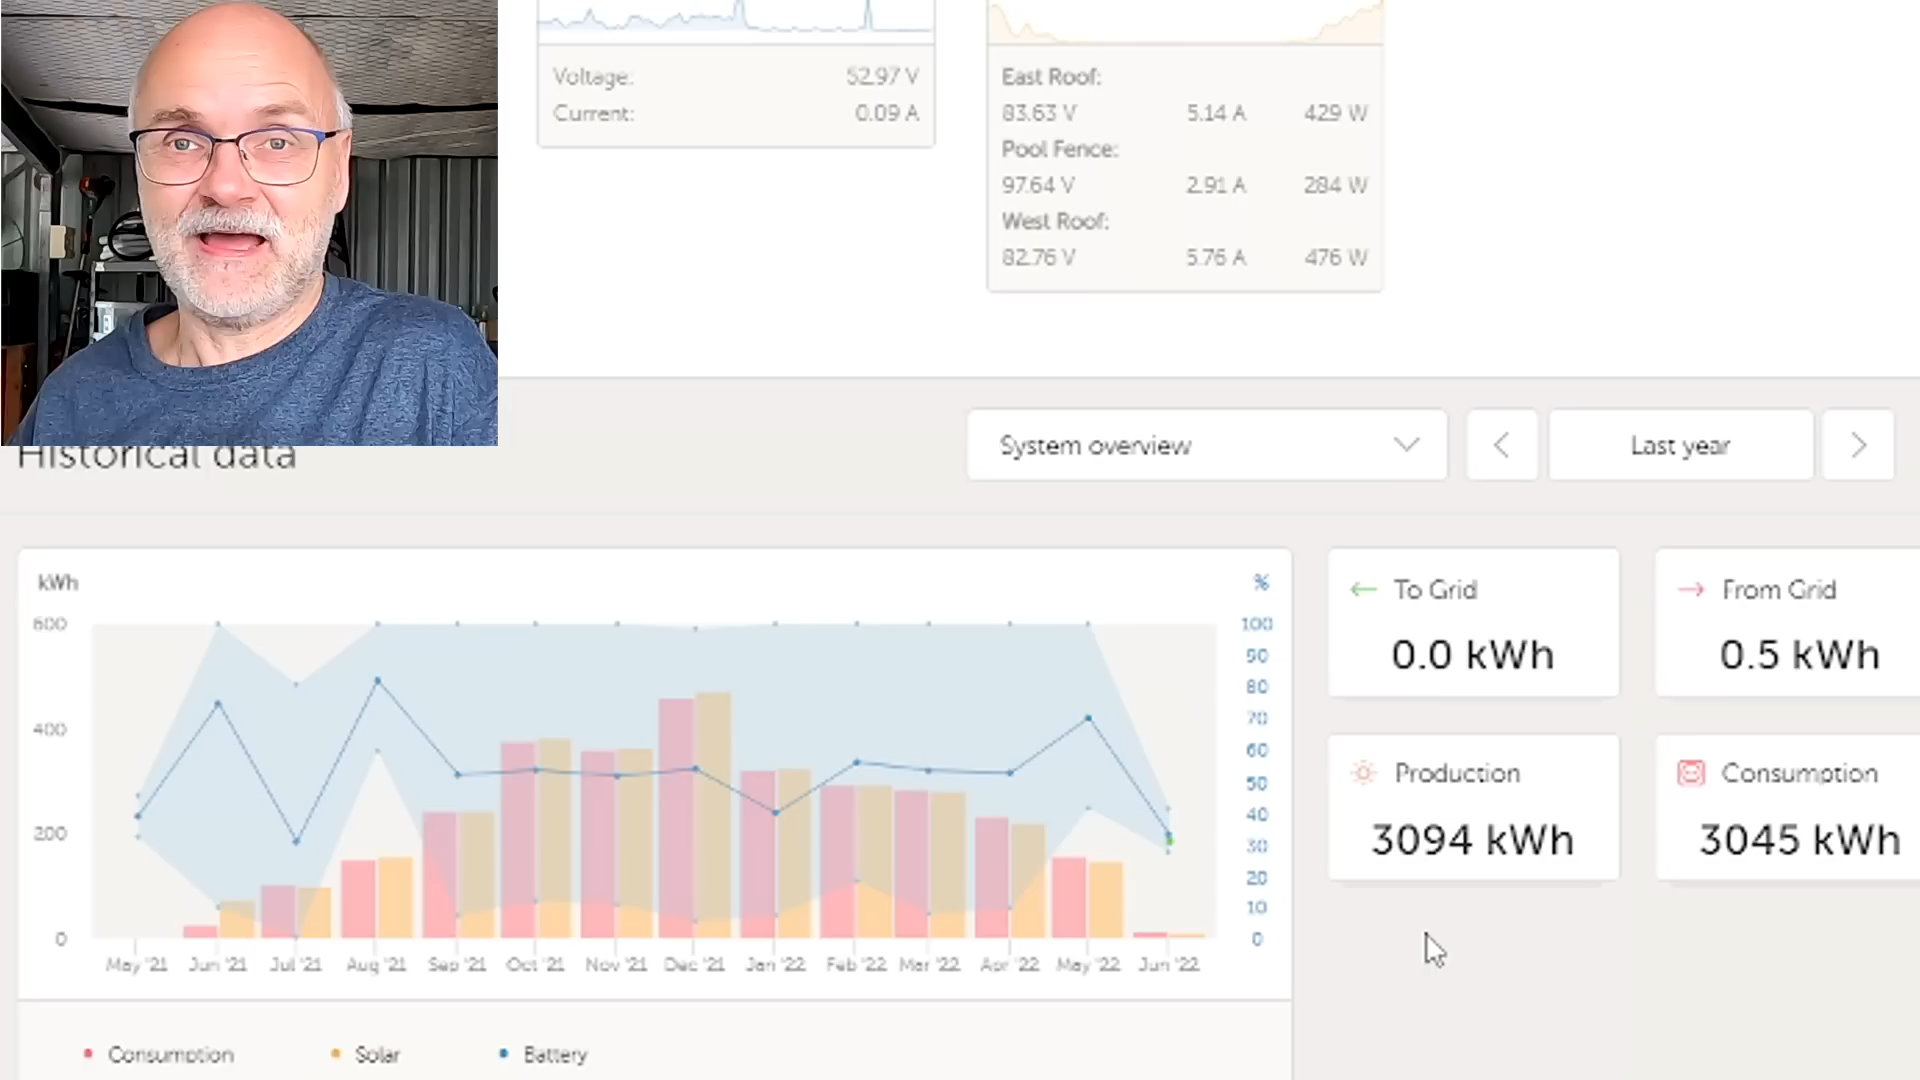 Voltage: 52.97 V
Current: 0.09 A
East Roof:
83.63 V 5.14 A 429 W
Pool Fence:
97.64 V 2.91 A 284 W
West Roof:
82.76 V 5.76 A 476 W
Historical data
System overview
Last year
kWh
%
600
400
200
0
100
90
80
70
60
50
40
30
20
10
0
May '21 Jun '21 Jul '21 Aug '21 Sep '21 Oct '21 Nov '21 Dec '21 Jan '22 Feb '22 Mar '22 Apr '22 May '22 Jun '22
Consumption Solar Battery
To Grid
0.0 kWh
From Grid
0.5 kWh
Production
3094 kWh
Consumption
3045 kWh